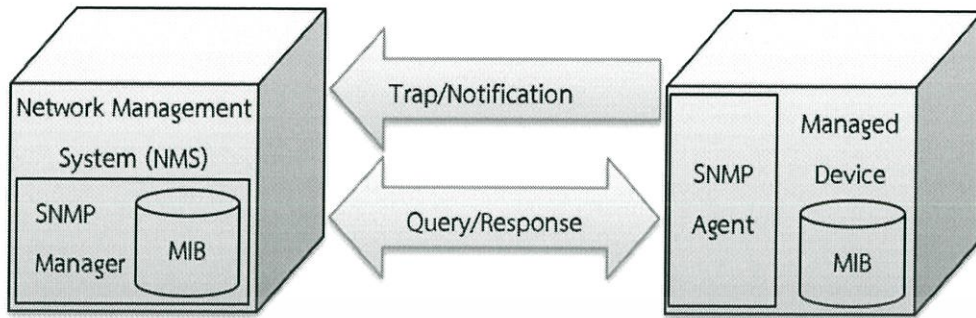 Network Management
System (NMS)
SNMP
Manager
MIB
Trap/Notification
Query/Response
SNMP
Agent
Managed
Device
MIB